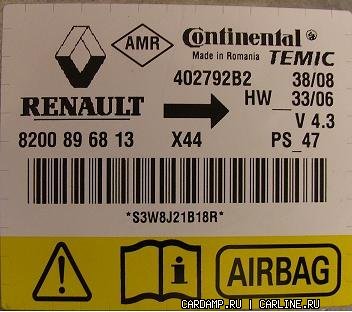 AMR Continental
Made in Romania TEMIC
402792B2 38/08
RENAULT HW__33/06
V 4.3
8200 89 68 13 X44 PS_47
*S3W8J21B18R*
i AIRBAG
CARDAMP.RU | CARLINE.RU